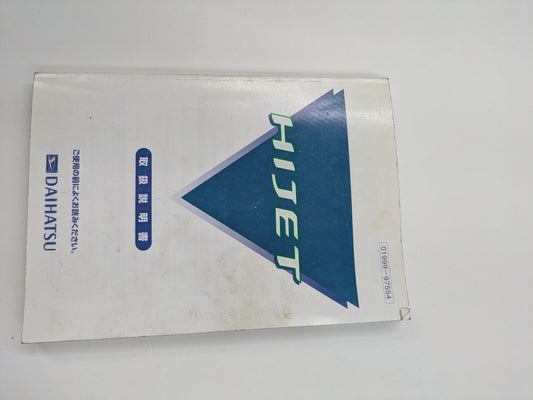 01999-97554
HIJET
取扱説明書
ご使用の前によくお読みください。
DAIHATSU